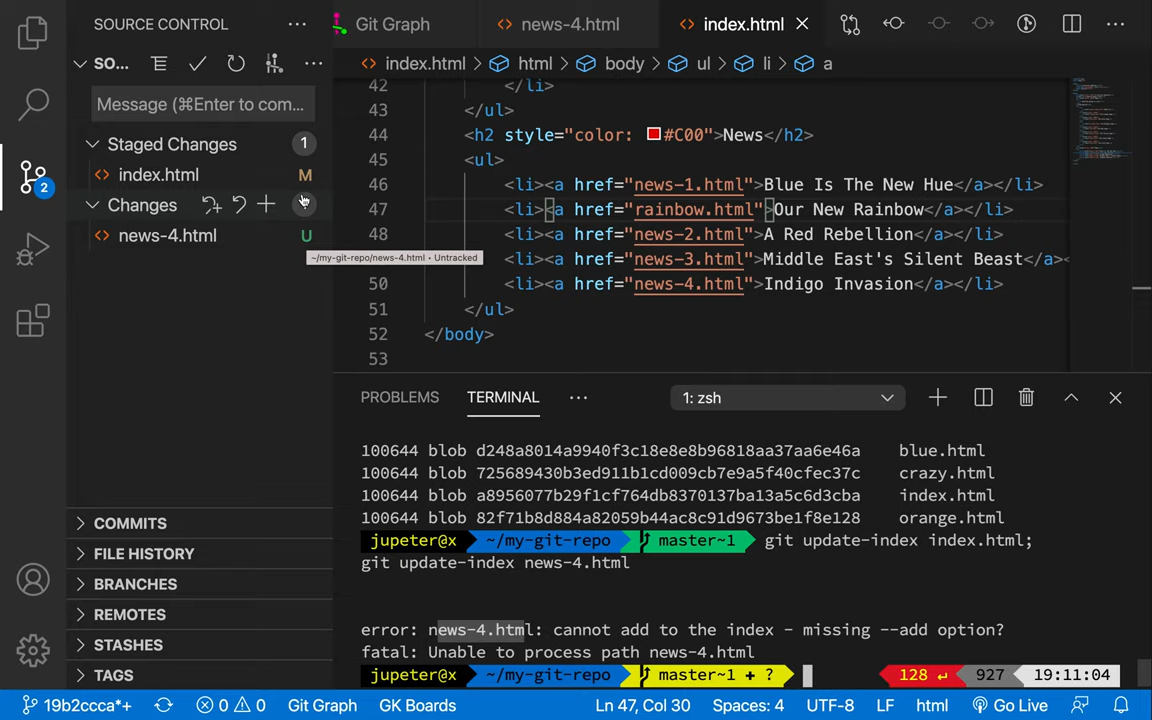 SOURCE CONTROL
Git Graph
news-4.html
index.html
SO...
index.html > html > body > ul > li > a
Message (⌘Enter to com...
Staged Changes 1
index.html M
Changes
news-4.html U
~/my-git-repo/news-4.html • Untracked
42 </li>
43 </ul>
44 <h2 style="color: #C00">News</h2>
45 <ul>
46 <li><a href="news-1.html">Blue Is The New Hue</a></li>
47 <li><a href="rainbow.html">Our New Rainbow</a></li>
48 <li><a href="news-2.html">A Red Rebellion</a></li>
<li><a href="news-3.html">Middle East's Silent Beast</a>
50 <li><a href="news-4.html">Indigo Invasion</a></li>
51 </ul>
52 </body>
53
PROBLEMS TERMINAL ... 1: zsh
100644 blob d248a8014a9940f3c18e8e8b96818aa37aa6e46a blue.html
100644 blob 725689430b3ed911b1cd009cb7e9a5f40cfec37c crazy.html
100644 blob a8956077b29f1cf764db8370137ba13a5c6d3cba index.html
100644 blob 82f71b8d884a82059b44ac8c91d9673be1f8e128 orange.html
jupeter@x ~/my-git-repo master~1 git update-index index.html;
git update-index news-4.html
error: news-4.html: cannot add to the index - missing --add option?
fatal: Unable to process path news-4.html
jupeter@x ~/my-git-repo master~1 + ? 128 ↵ 927 19:11:04
COMMITS
FILE HISTORY
BRANCHES
REMOTES
STASHES
TAGS
2
19b2ccca*+ 0 0 Git Graph GK Boards Ln 47, Col 30 Spaces: 4 UTF-8 LF html Go Live